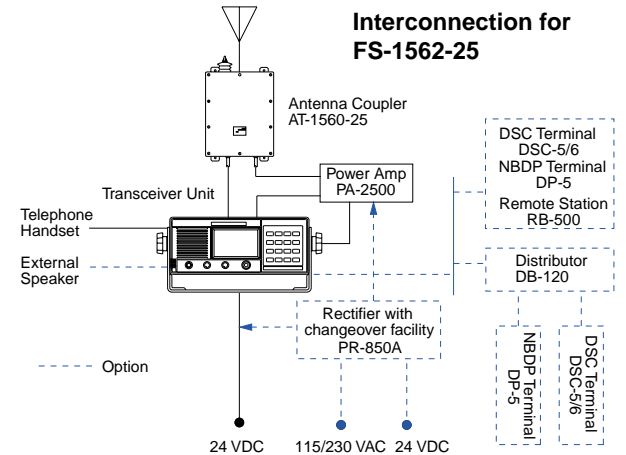 Interconnection for
FS-1562-25
Antenna Coupler
AT-1560-25
Power Amp
PA-2500
Transceiver Unit
Telephone
Handset
External
Speaker
DSC Terminal
DSC-5/6
NBDP Terminal
DP-5
Remote Station
RB-500
Distributor
DB-120
Rectifier with
changeover facility
PR-850A
NBDP Terminal
DP-5
DSC Terminal
DSC-5/6
Option
24 VDC
115/230 VAC
24 VDC